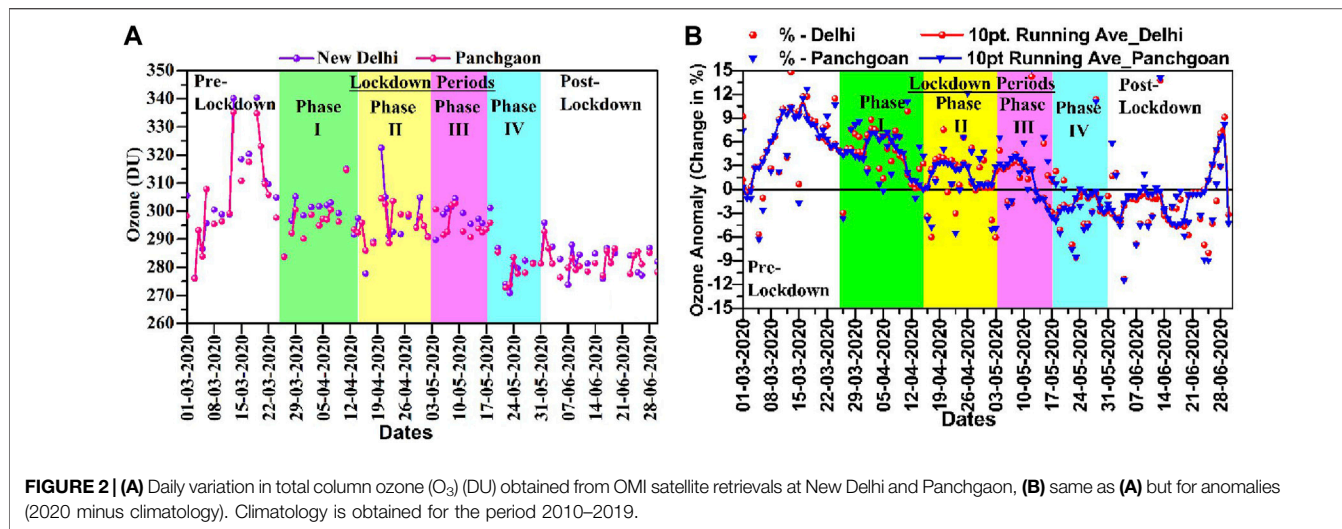 A
New Delhi Panchgaon
350
340
330
320
310
300
290
280
270
260
Ozone (DU)
Pre-
Lockdown
Lockdown Periods
Phase
I
Phase
II
Phase
III
Phase
IV
Post-
Lockdown
01-03-2020
08-03-2020
15-03-2020
22-03-2020
29-03-2020
05-04-2020
12-04-2020
19-04-2020
26-04-2020
03-05-2020
10-05-2020
17-05-2020
24-05-2020
31-05-2020
07-06-2020
14-06-2020
21-06-2020
28-06-2020
Dates
B
% - Delhi 10pt. Running Ave_Delhi
% - Panchgoan 10pt Running Ave_Panchgoan
15
12
9
6
3
0
-3
-6
-9
-12
-15
Ozone Anomaly (Change in %)
Lockdown Periods
Phase
I
Phase
II
Phase
III
Phase
IV
Post-
Lockdown
Pre-
Lockdown
01-03-2020
08-03-2020
15-03-2020
22-03-2020
29-03-2020
05-04-2020
12-04-2020
19-04-2020
26-04-2020
03-05-2020
10-05-2020
17-05-2020
24-05-2020
31-05-2020
07-06-2020
14-06-2020
21-06-2020
28-06-2020
Dates
FIGURE 2 | (A) Daily variation in total column ozone (O₃) (DU) obtained from OMI satellite retrievals at New Delhi and Panchgaon, (B) same as (A) but for anomalies
(2020 minus climatology). Climatology is obtained for the period 2010–2019.